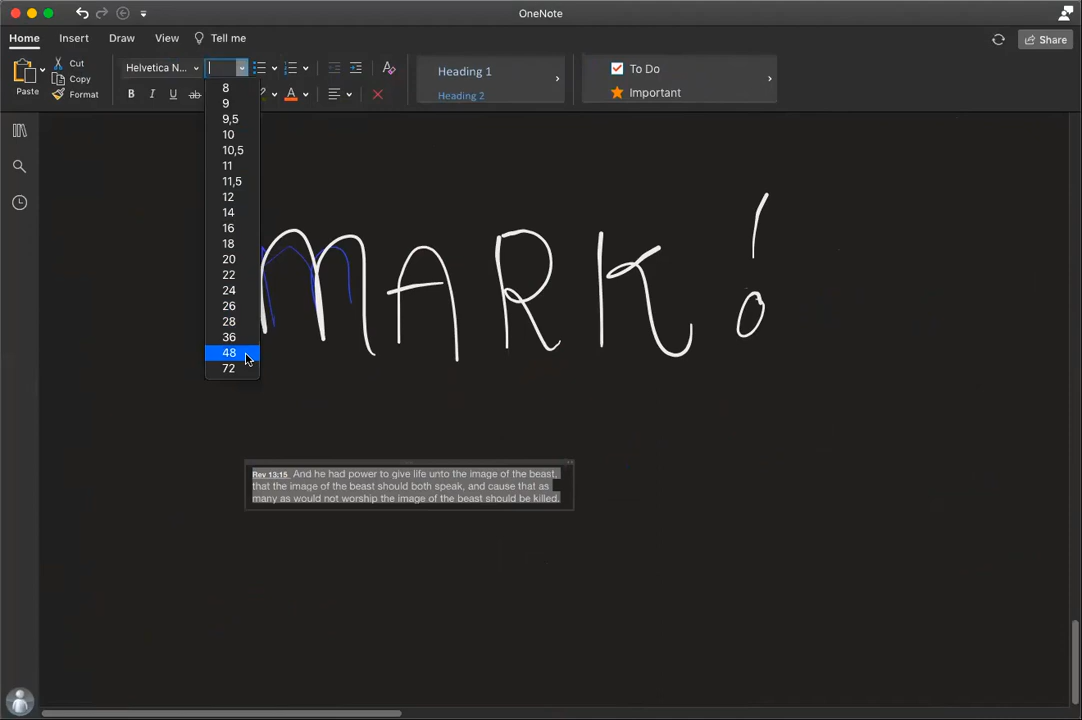 OneNote
Home Insert Draw View Tell me
Share
Paste
Cut
Copy
Format
Helvetica N...
B I U ab
A
Heading 1
Heading 2
To Do
Important
8
9
9,5
10
10,5
11
11,5
12
14
16
18
20
22
24
26
28
36
48
72
MARK!
Rev 13:15 And he had power to give life unto the image of the beast,
that the image of the beast should both speak, and cause that as
many as would not worship the image of the beast should be killed.